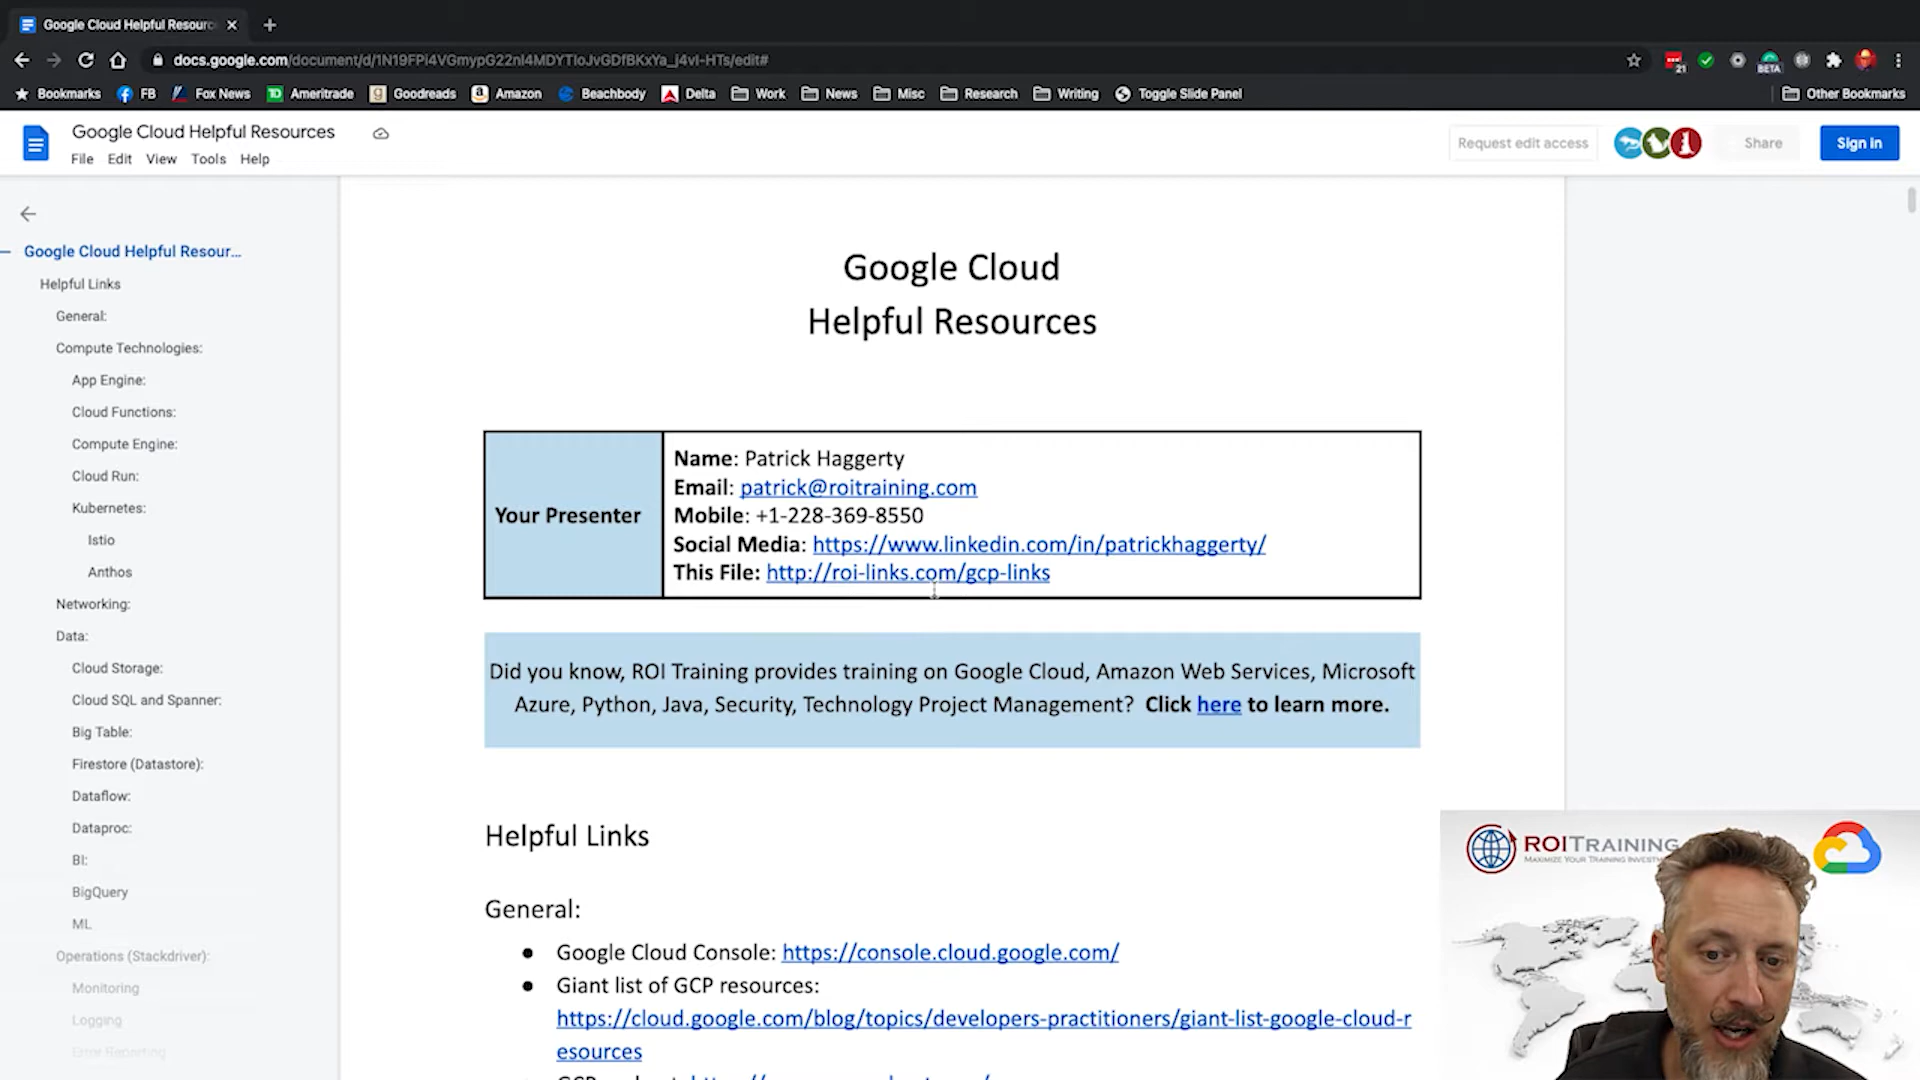 Google Cloud Helpful Resourc
docs.google.com/document/d/1N19FPi4VGmypG22nI4MDYTIoJvGDfBKxYa_j4vI-HTs/edit#
21
BETA
Bookmarks FB Fox News Ameritrade Goodreads Amazon Beachbody Delta Work News Misc Research Writing Toggle Slide Panel Other Bookmarks
Google Cloud Helpful Resources
File Edit View Tools Help
Request edit access
Share
Sign in
Google Cloud Helpful Resour...
Helpful Links
General:
Compute Technologies:
App Engine:
Cloud Functions:
Compute Engine:
Cloud Run:
Kubernetes:
Istio
Anthos
Networking:
Data:
Cloud Storage:
Cloud SQL and Spanner:
Big Table:
Firestore (Datastore):
Dataflow:
Dataproc:
BI:
BigQuery
ML
Operations (Stackdriver):
Monitoring
Logging
Error Reporting
Google Cloud
Helpful Resources
Your Presenter
Name: Patrick Haggerty
Email: patrick@roitraining.com
Mobile: +1-228-369-8550
Social Media: https://www.linkedin.com/in/patrickhaggerty/
This File: http://roi-links.com/gcp-links
Did you know, ROI Training provides training on Google Cloud, Amazon Web Services, Microsoft
Azure, Python, Java, Security, Technology Project Management? Click here to learn more.
Helpful Links
General:
● Google Cloud Console: https://console.cloud.google.com/
● Giant list of GCP resources:
https://cloud.google.com/blog/topics/developers-practitioners/giant-list-google-cloud-r
esources
ROITRAINING
MAXIMIZE YOUR TRAINING